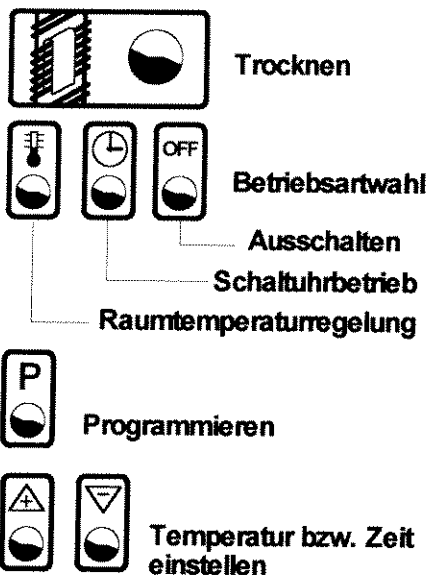 Trocknen
OFF
Betriebsartwahl
Ausschalten
Schaltuhrbetrieb
Raumtemperaturregelung
P
Programmieren
+ −
Temperatur bzw. Zeit
einstellen